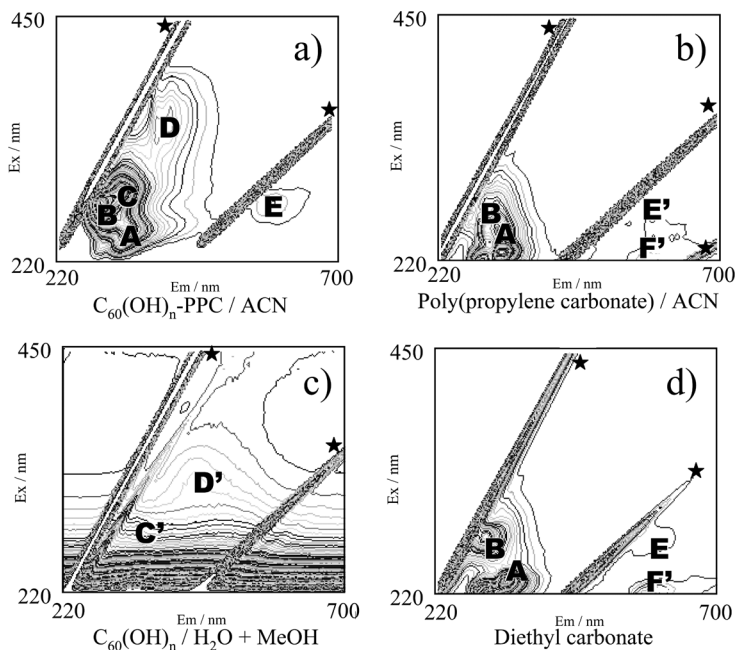 450
a)
★
★
D
C
B
A
E
Ex / nm
220
220
Em / nm
700
C60(OH)n-PPC / ACN
450
b)
★
★
B
A
E'
F'
★
Ex / nm
220
220
Em / nm
700
Poly(propylene carbonate) / ACN
450
c)
★
★
D'
C'
Ex / nm
220
220
Em / nm
700
C60(OH)n / H2O + MeOH
450
d)
★
★
B
A
E
F'
Ex / nm
220
220
Em / nm
700
Diethyl carbonate